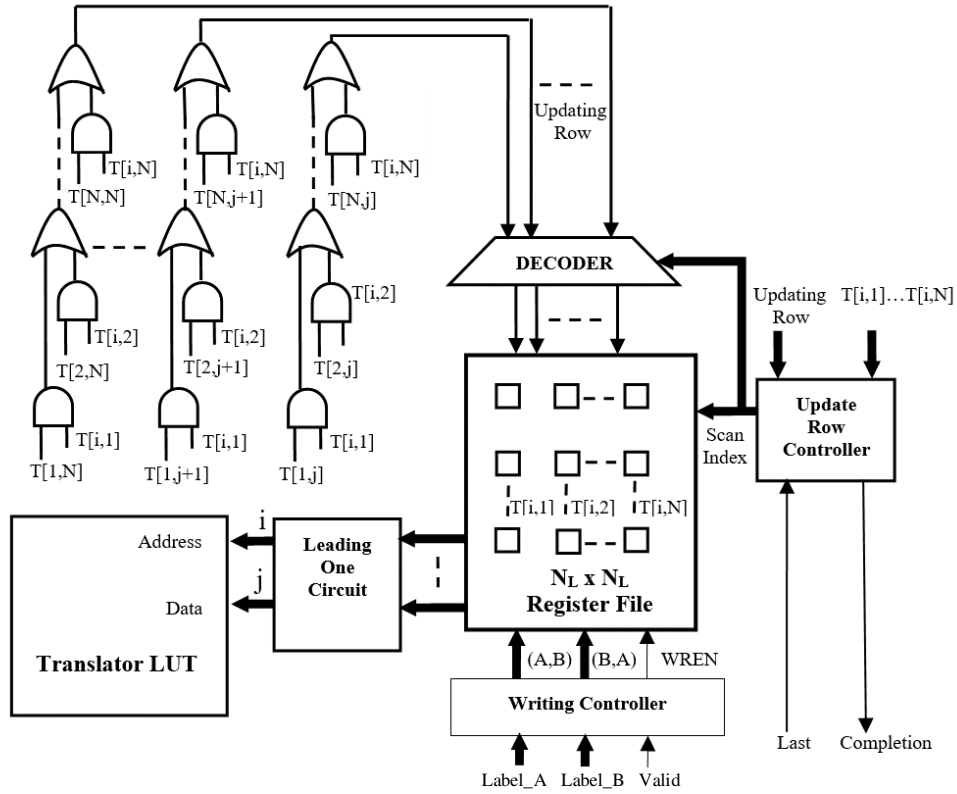 Updating
Row
T[i,N]
T[i,N]
T[i,N]
T[N,N]
T[N,j+1]
T[N,j]
DECODER
T[i,2]
T[i,2]
T[i,2]
T[2,N]
T[2,j+1]
T[2,j]
Updating
Row
T[i,1]...T[i,N]
T[i,1]
T[i,1]
T[i,1]
T[1,N]
T[1,j+1]
T[1,j]
Scan
Index
Update
Row
Controller
T[i,1]
T[i,2]
T[i,N]
Address
i
j
Data
Translator LUT
Leading
One
Circuit
NL x NL
Register File
(A,B)
(B,A)
WREN
Writing Controller
Label_A
Label_B
Valid
Last
Completion